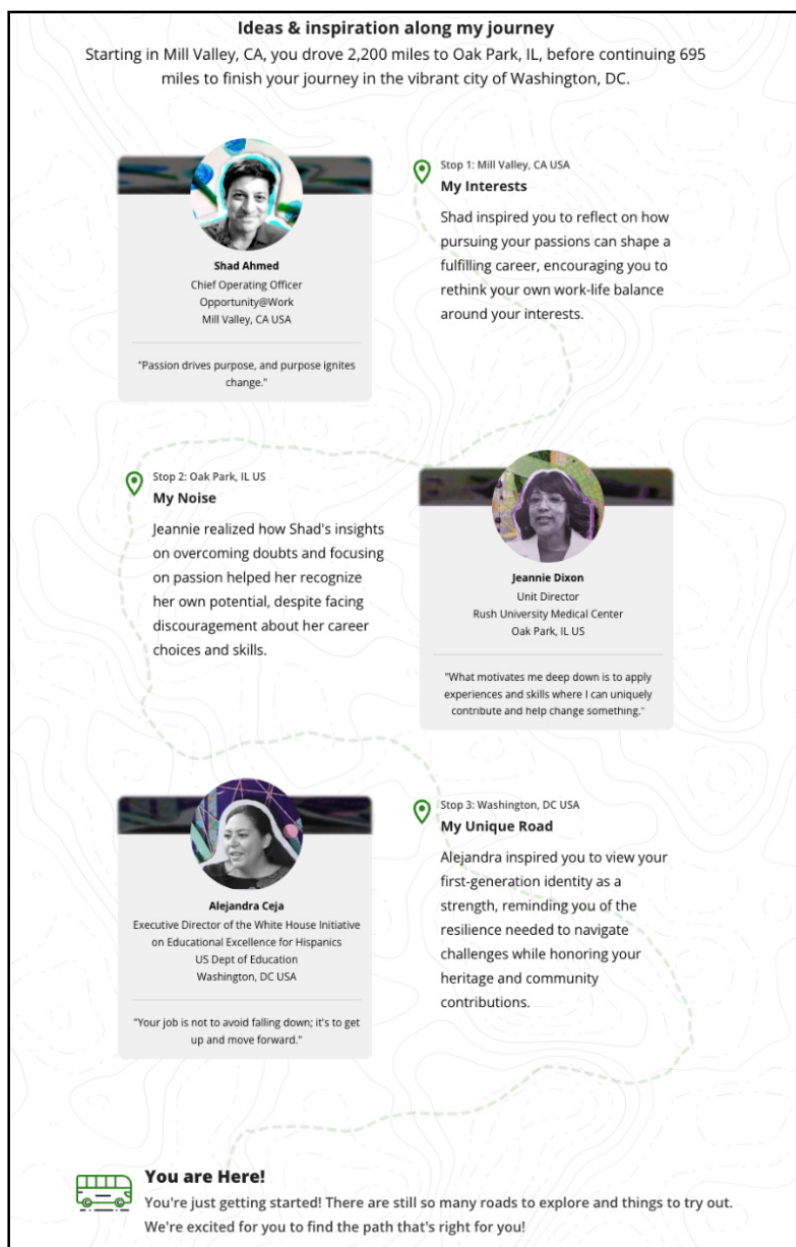 Ideas & inspiration along my journey
Starting in Mill Valley, CA, you drove 2,200 miles to Oak Park, IL, before continuing 695
miles to finish your journey in the vibrant city of Washington, DC.
Shad Ahmed
Chief Operating Officer
Opportunity@Work
Mill Valley, CA USA
"Passion drives purpose, and purpose ignites
change."
Stop 1: Mill Valley, CA USA
My Interests
Shad inspired you to reflect on how
pursuing your passions can shape a
fulfilling career, encouraging you to
rethink your own work-life balance
around your interests.
Stop 2: Oak Park, IL US
My Noise
Jeannie realized how Shad's insights
on overcoming doubts and focusing
on passion helped her recognize
her own potential, despite facing
discouragement about her career
choices and skills.
Jeannie Dixon
Unit Director
Rush University Medical Center
Oak Park, IL US
"What motivates me deep down is to apply
experiences and skills where I can uniquely
contribute and help change something."
Alejandra Ceja
Executive Director of the White House Initiative
on Educational Excellence for Hispanics
US Dept of Education
Washington, DC USA
"Your job is not to avoid falling down; it's to get
up and move forward."
Stop 3: Washington, DC USA
My Unique Road
Alejandra inspired you to view your
first-generation identity as a
strength, reminding you of the
resilience needed to navigate
challenges while honoring your
heritage and community
contributions.
You are Here!
You're just getting started! There are still so many roads to explore and things to try out.
We're excited for you to find the path that's right for you!